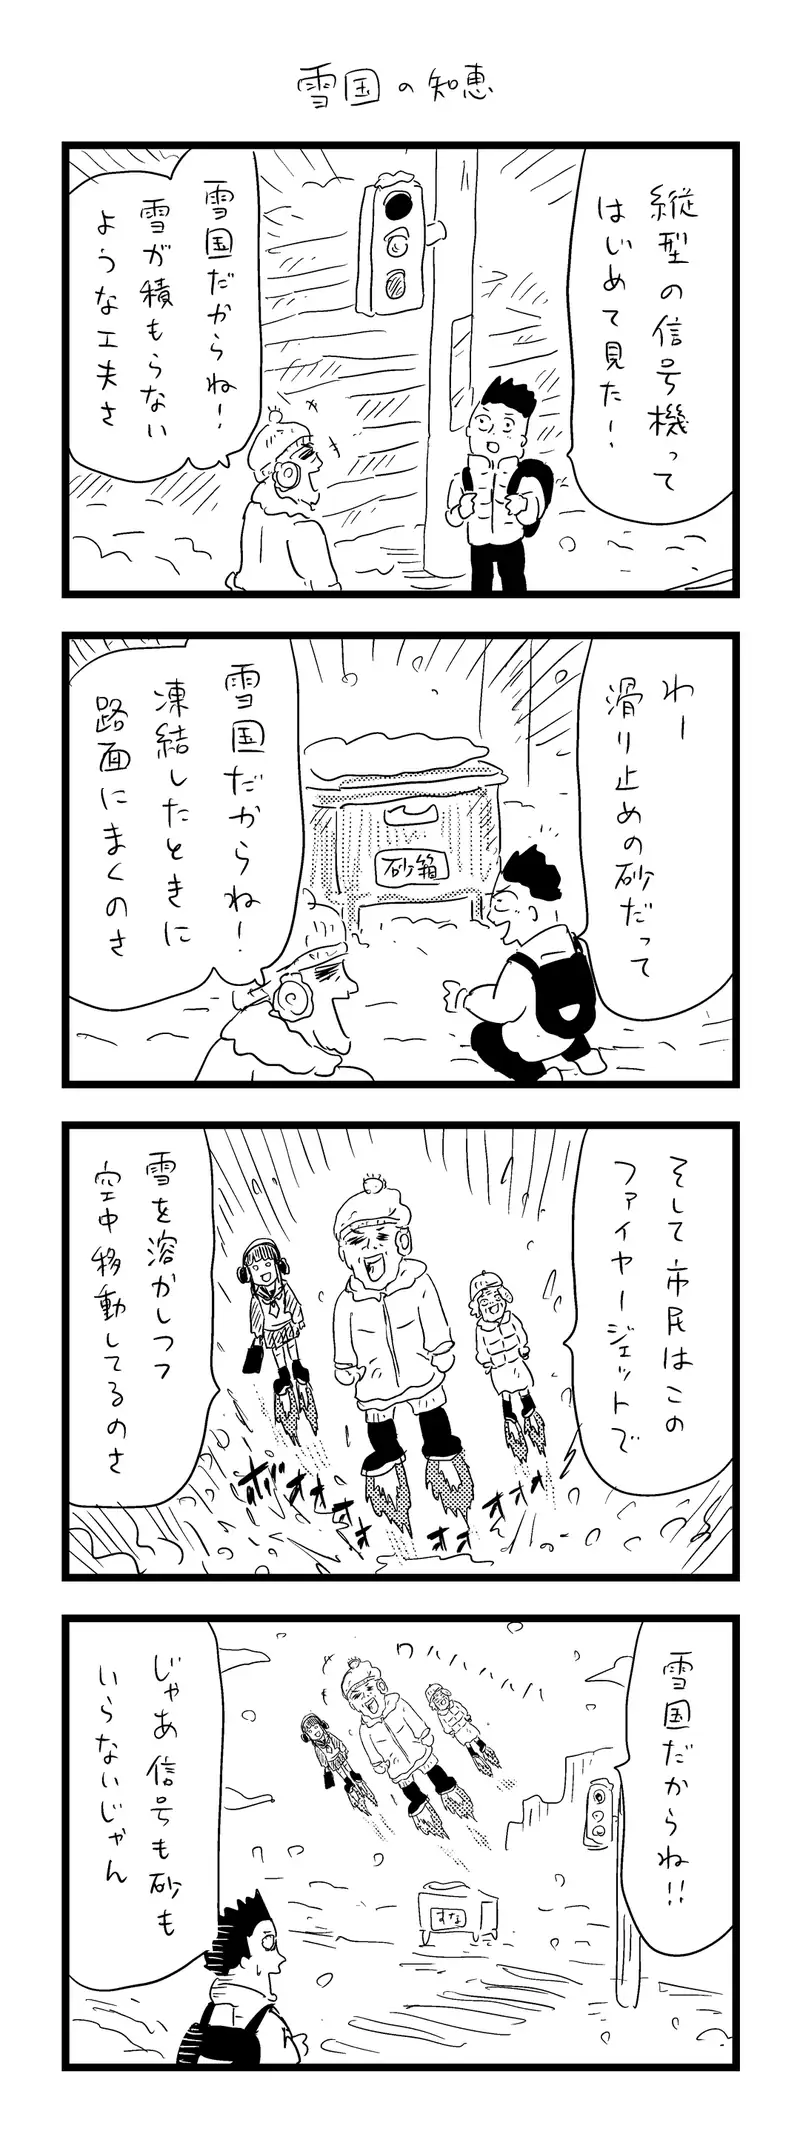 雪国の知恵
縦型の信号機って
はじめて見た!
雪国だからね!
雪が積もらない
ような工夫さ
わー
滑り止めの砂だって
砂箱
雪国だからね!
凍結したときに
路面にまくのさ
そして市民はこの
ファイヤージェットで
雪を溶かしつつ
空中移動してるのさ
ボオオオオオ
オオオオ
雪国だからね!!
ワハハハハハハ
すな
じゃあ信号も砂も
いらないじゃん